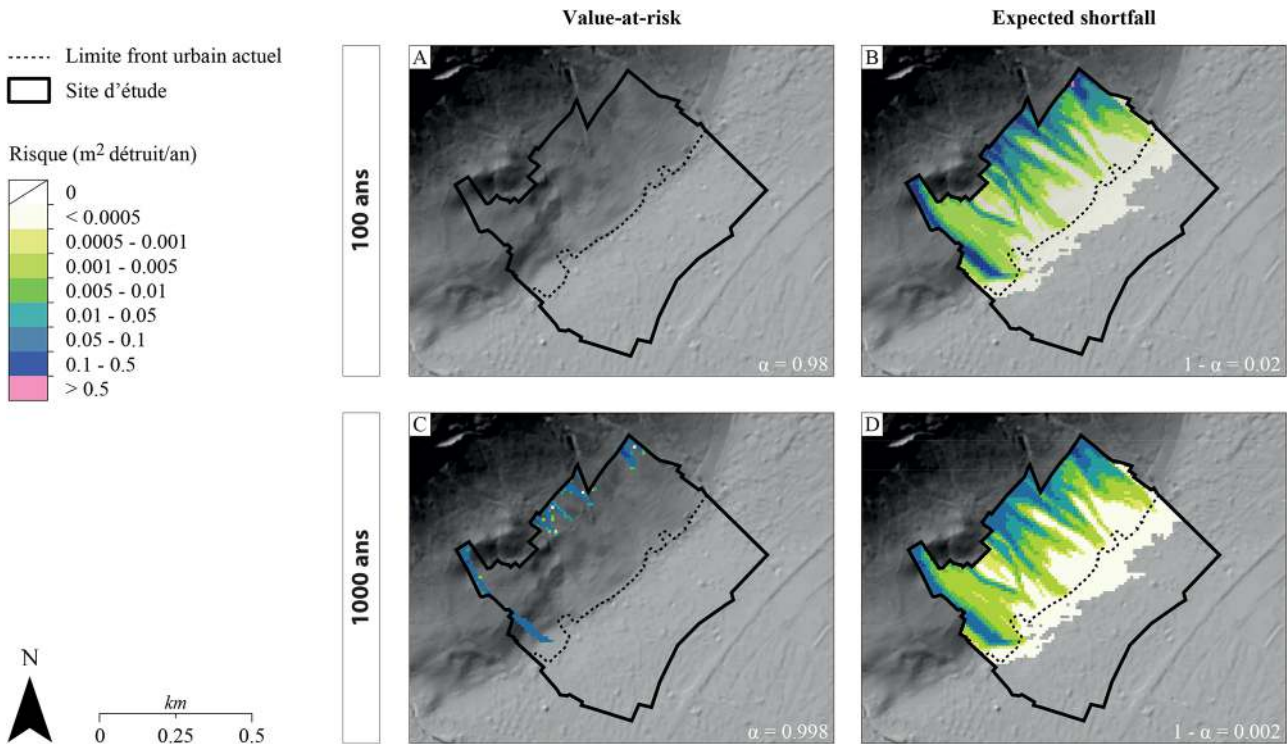 Value-at-risk
Expected shortfall
Limite front urbain actuel
Site d'étude
Risque (m² détruit/an)
0
< 0.0005
0.0005 - 0.001
0.001 - 0.005
0.005 - 0.01
0.01 - 0.05
0.05 - 0.1
0.1 - 0.5
> 0.5
100 ans
A
α = 0.98
B
1 - α = 0.02
1000 ans
C
α = 0.998
D
1 - α = 0.002
N
km
0 0.25 0.5